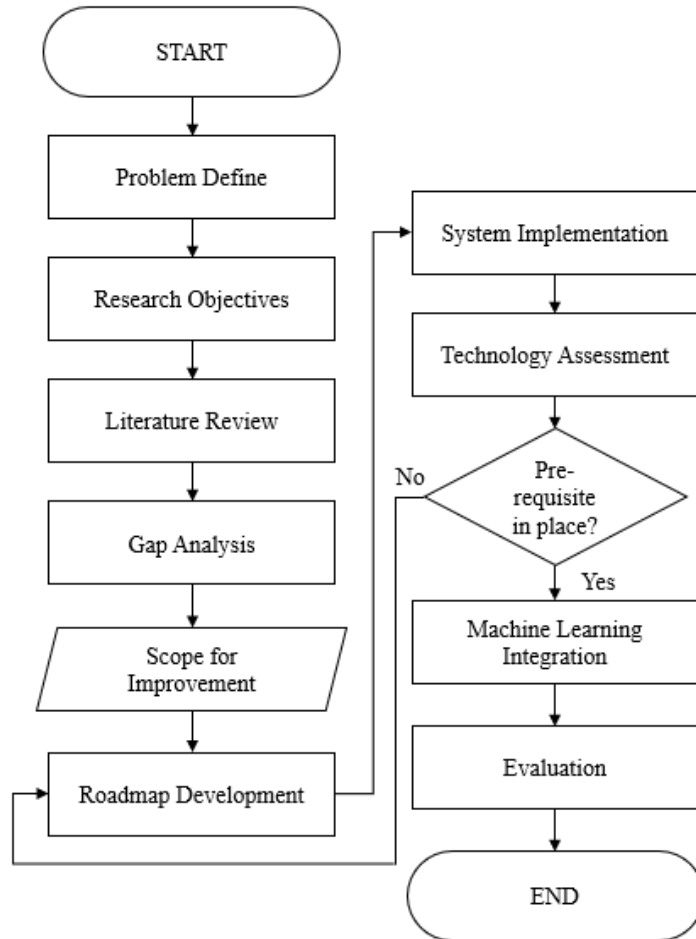 START
Problem Define
Research Objectives
Literature Review
Gap Analysis
Scope for
Improvement
Roadmap Development
System Implementation
Technology Assessment
No
Pre-
requisite
in place?
Yes
Machine Learning
Integration
Evaluation
END